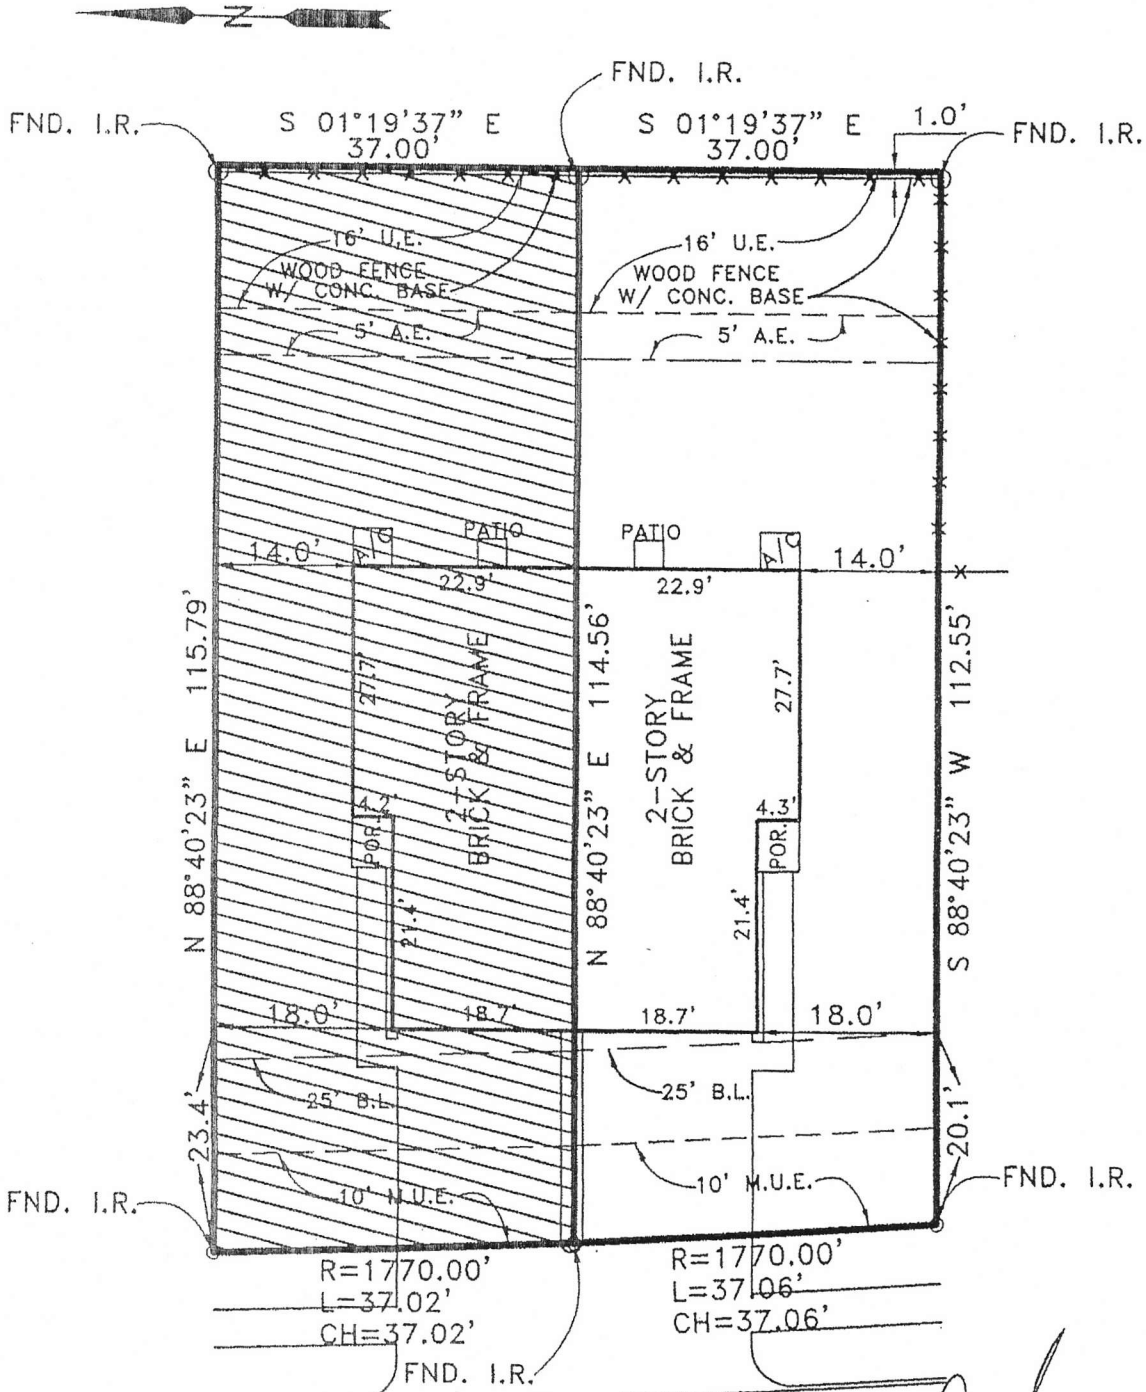 N
FND. I.R.
S 01°19'37" E
37.00'
S 01°19'37" E
37.00'
1.0'
FND. I.R.
FND. I.R.
16' U.E.
WOOD FENCE
W/ CONC. BASE
5' A.E.
16' U.E.
WOOD FENCE
W/ CONC. BASE
5' A.E.
14.0'
A/C
PATIO
22.9'
PATIO
22.9'
A/C
14.0'
N 88°40'23" E 115.79'
27.7'
2-STORY
BRICK & FRAME
N 88°40'23" E 114.56'
2-STORY
BRICK & FRAME
27.7'
S 88°40'23" W 112.55'
4.2'
POR.
21.4'
4.3'
POR.
21.4'
18.0'
18.7'
18.7'
18.0'
25' B.L.
25' B.L.
23.4'
20.1'
10' M.U.E.
10' M.U.E.
FND. I.R.
FND. I.R.
R=1770.00'
L=37.02'
CH=37.02'
R=1770.00'
L=37.06'
CH=37.06'
FND. I.R.